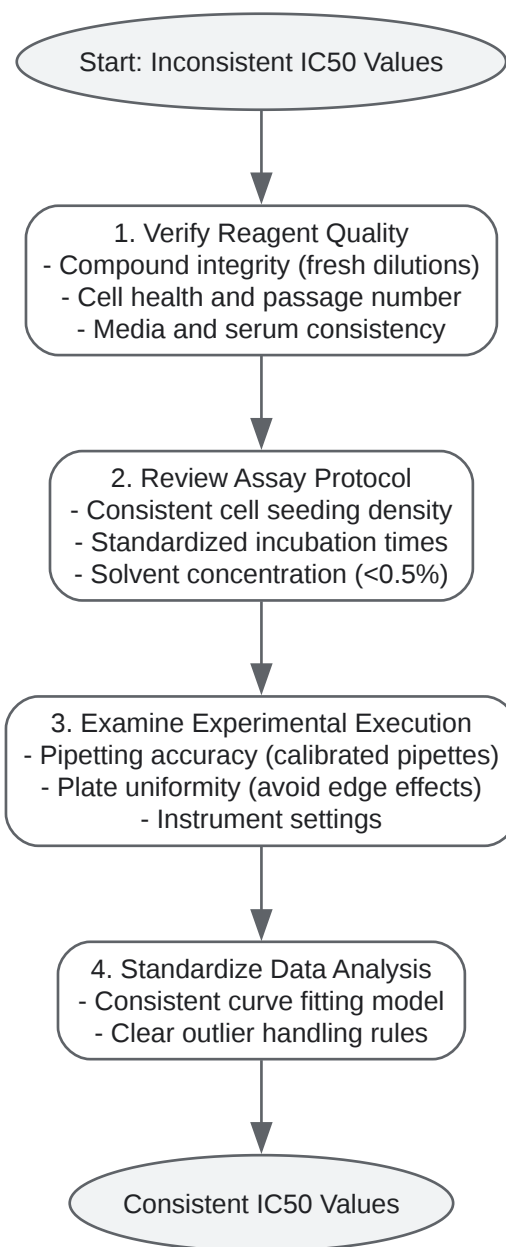 Start: Inconsistent IC50 Values
1. Verify Reagent Quality
- Compound integrity (fresh dilutions)
- Cell health and passage number
- Media and serum consistency
2. Review Assay Protocol
- Consistent cell seeding density
- Standardized incubation times
- Solvent concentration (<0.5%)
3. Examine Experimental Execution
- Pipetting accuracy (calibrated pipettes)
- Plate uniformity (avoid edge effects)
- Instrument settings
4. Standardize Data Analysis
- Consistent curve fitting model
- Clear outlier handling rules
Consistent IC50 Values